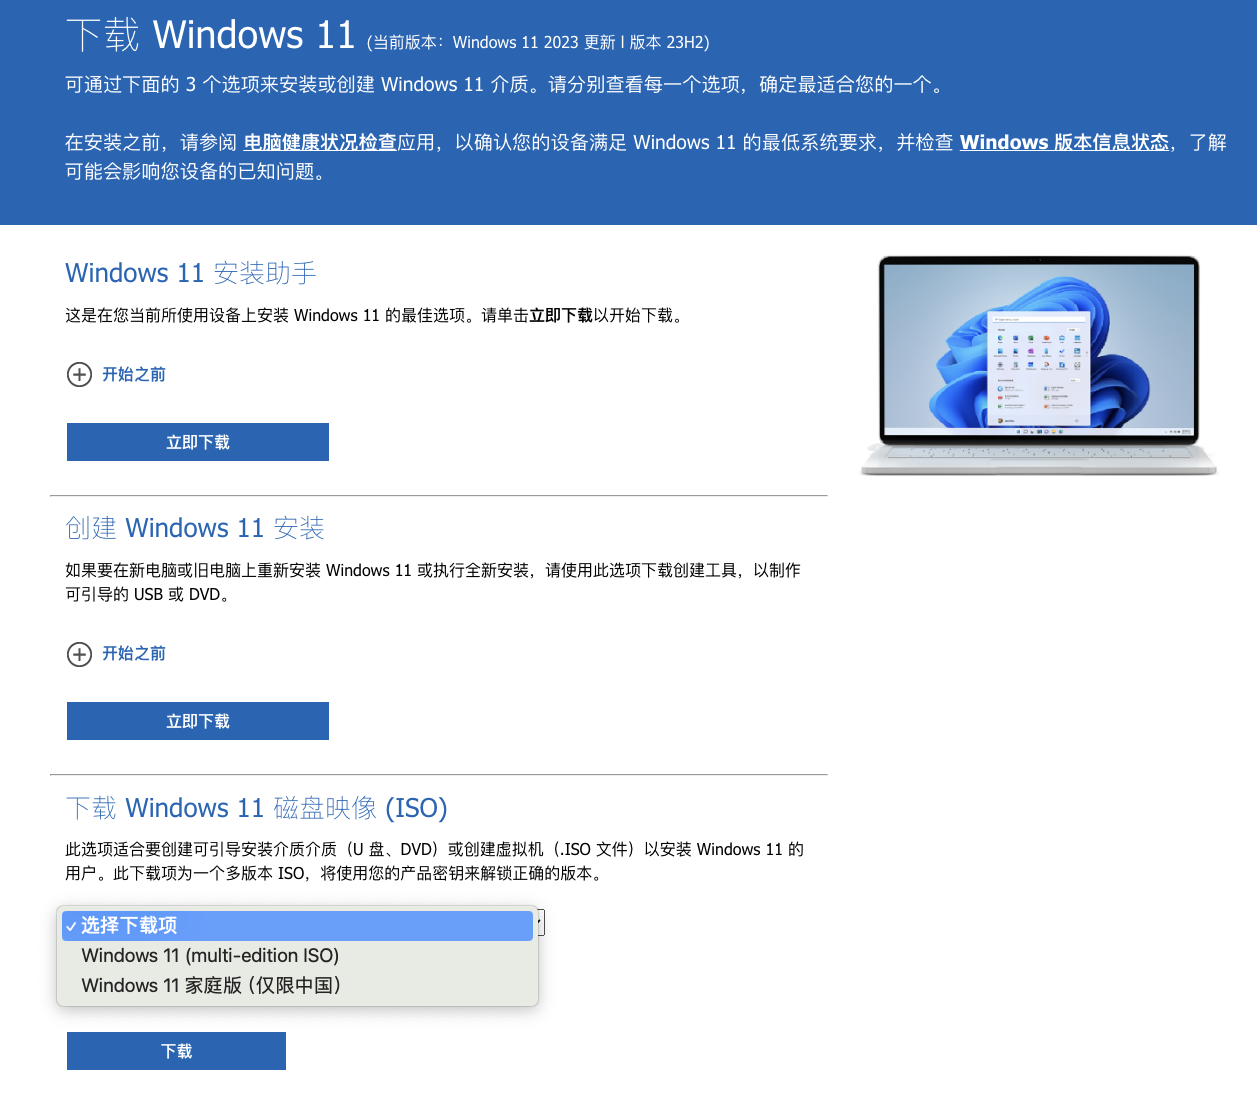 下载 Windows 11 (当前版本：Windows 11 2023 更新 l 版本 23H2)
可通过下面的 3 个选项来安装或创建 Windows 11 介质。请分别查看每一个选项，确定最适合您的一个。
在安装之前，请参阅 电脑健康状况检查应用，以确认您的设备满足 Windows 11 的最低系统要求，并检查 Windows 版本信息状态，了解
可能会影响您设备的已知问题。
Windows 11 安装助手
这是在您当前所使用设备上安装 Windows 11 的最佳选项。请单击立即下载以开始下载。
开始之前
立即下载
创建 Windows 11 安装
如果要在新电脑或旧电脑上重新安装 Windows 11 或执行全新安装，请使用此选项下载创建工具，以制作
可引导的 USB 或 DVD。
开始之前
立即下载
下载 Windows 11 磁盘映像 (ISO)
此选项适合要创建可引导安装介质介质（U 盘、DVD）或创建虚拟机（.ISO 文件）以安装 Windows 11 的
用户。此下载项为一个多版本 ISO，将使用您的产品密钥来解锁正确的版本。
选择下载项
Windows 11 (multi-edition ISO)
Windows 11 家庭版（仅限中国）
下载